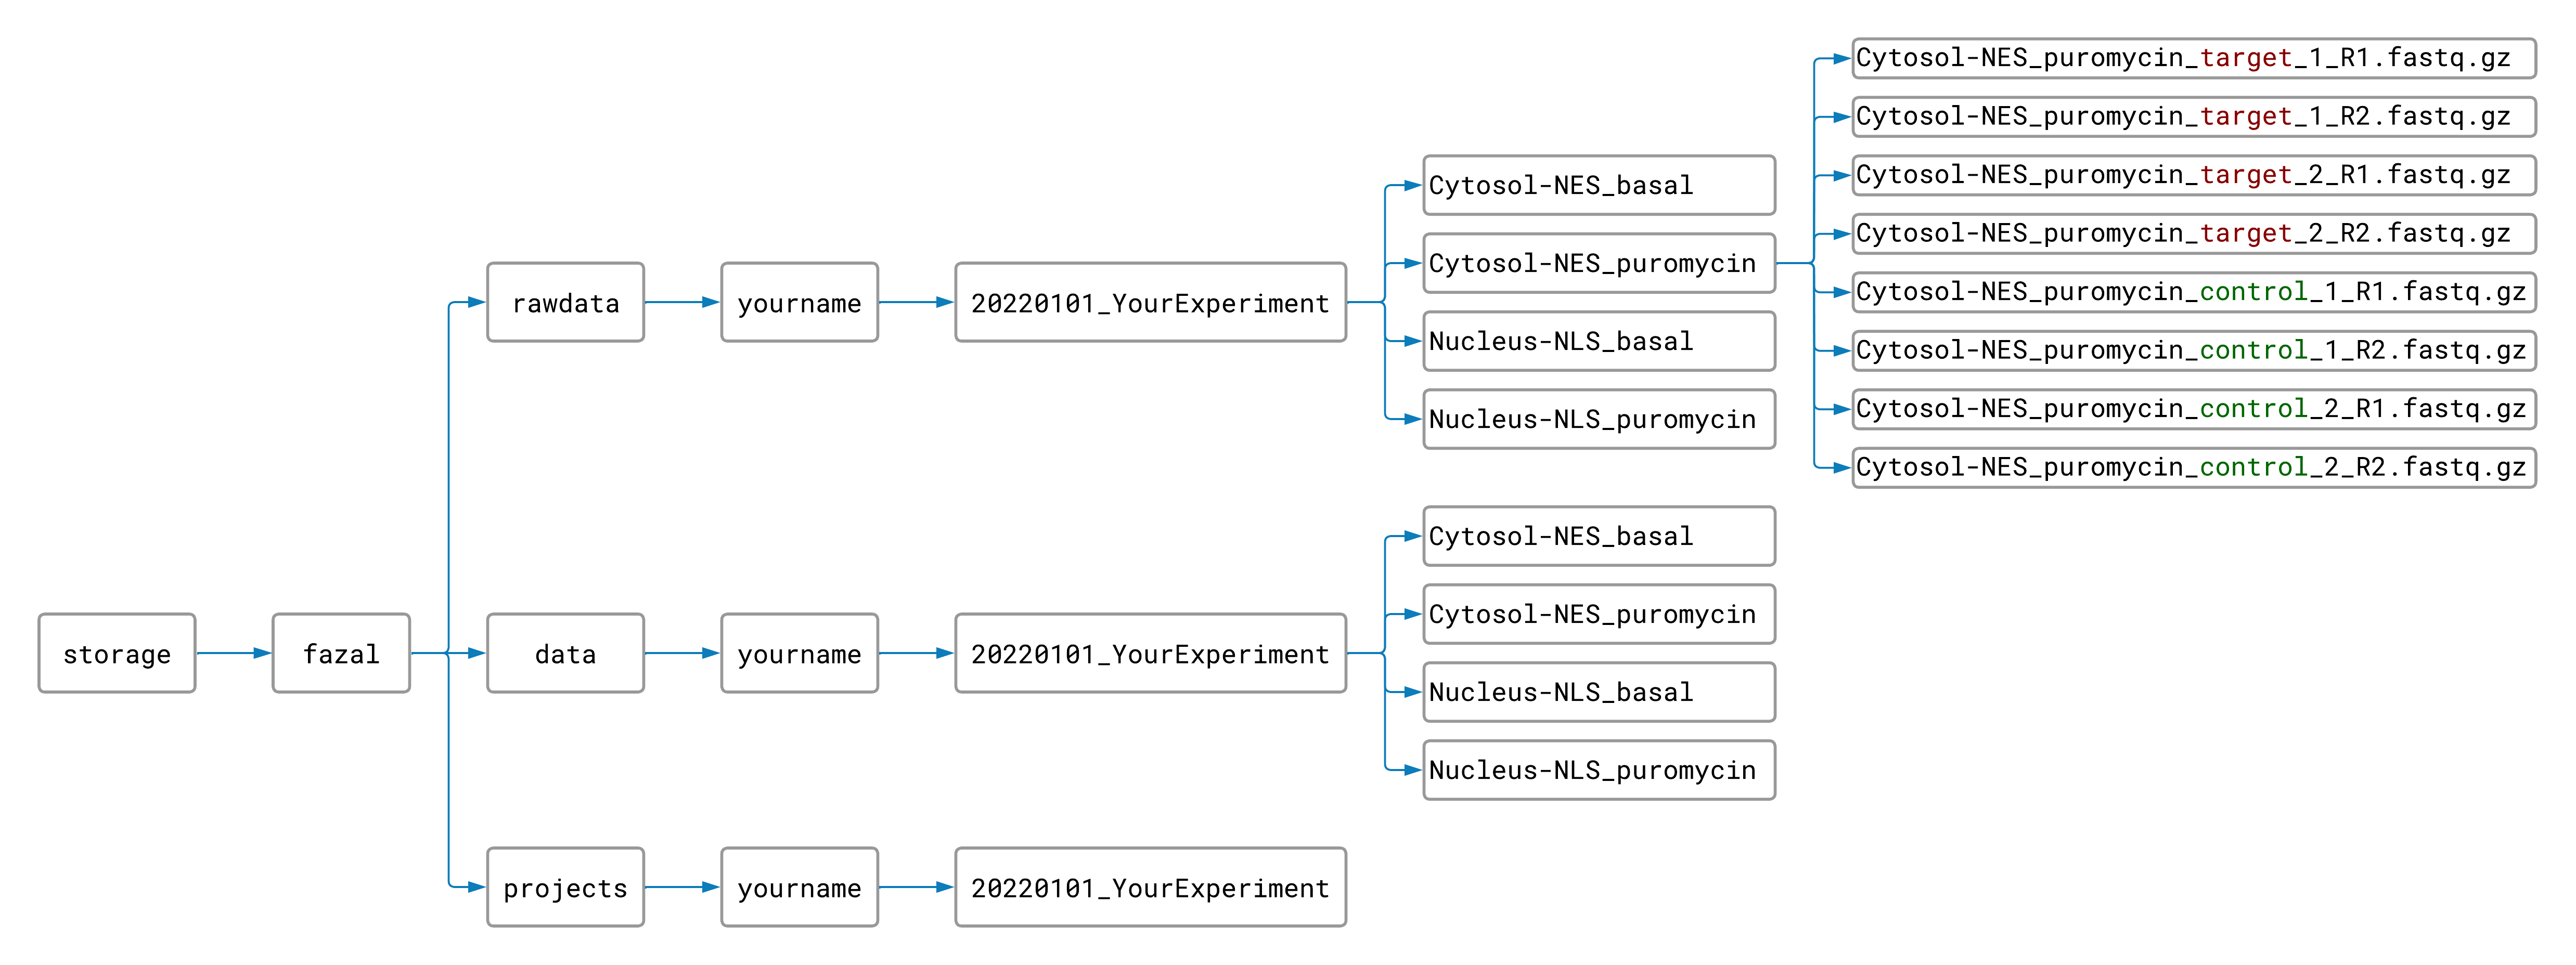 storage
fazal
rawdata
yourname
20220101_YourExperiment
Cytosol-NES_basal
Cytosol-NES_puromycin
Nucleus-NLS_basal
Nucleus-NLS_puromycin
Cytosol-NES_puromycin_target_1_R1.fastq.gz
Cytosol-NES_puromycin_target_1_R2.fastq.gz
Cytosol-NES_puromycin_target_2_R1.fastq.gz
Cytosol-NES_puromycin_target_2_R2.fastq.gz
Cytosol-NES_puromycin_control_1_R1.fastq.gz
Cytosol-NES_puromycin_control_1_R2.fastq.gz
Cytosol-NES_puromycin_control_2_R1.fastq.gz
Cytosol-NES_puromycin_control_2_R2.fastq.gz
data
yourname
20220101_YourExperiment
Cytosol-NES_basal
Cytosol-NES_puromycin
Nucleus-NLS_basal
Nucleus-NLS_puromycin
projects
yourname
20220101_YourExperiment